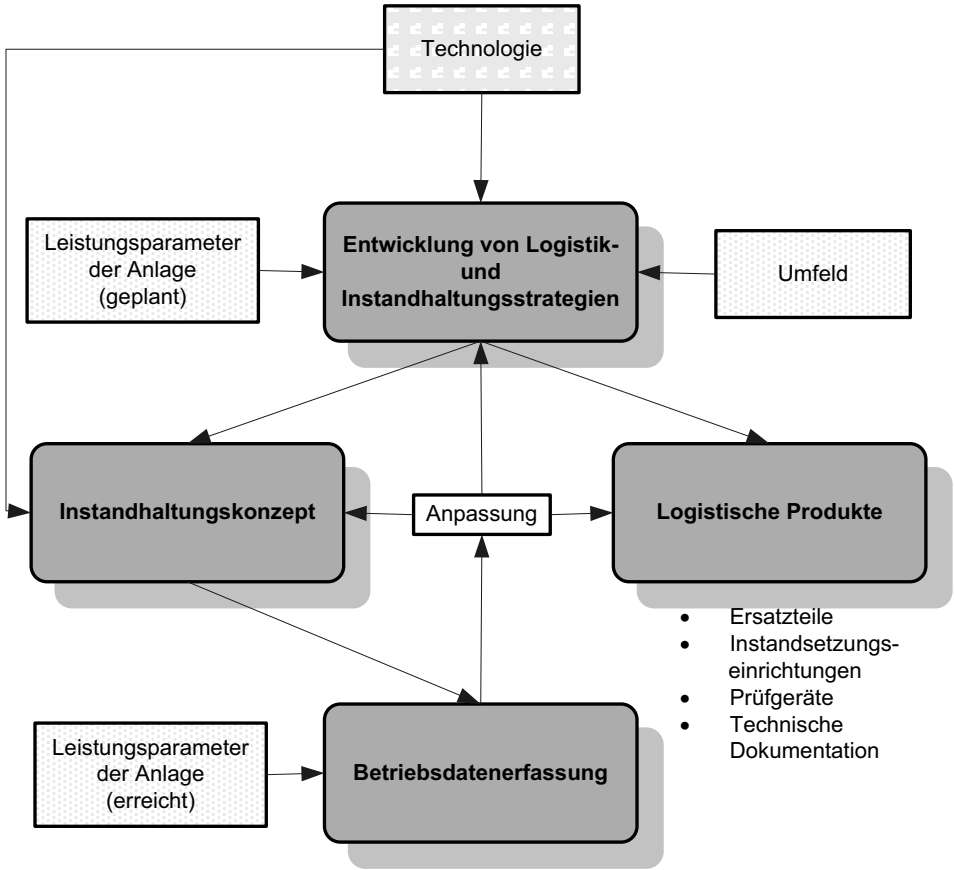 Technologie
Leistungsparameter
der Anlage
(geplant)
Entwicklung von Logistik-
und
Instandhaltungsstrategien
Umfeld
Instandhaltungskonzept
Anpassung
Logistische Produkte
• Ersatzteile
• Instandsetzungs-
einrichtungen
• Prüfgeräte
• Technische
Dokumentation
Leistungsparameter
der Anlage
(erreicht)
Betriebsdatenerfassung